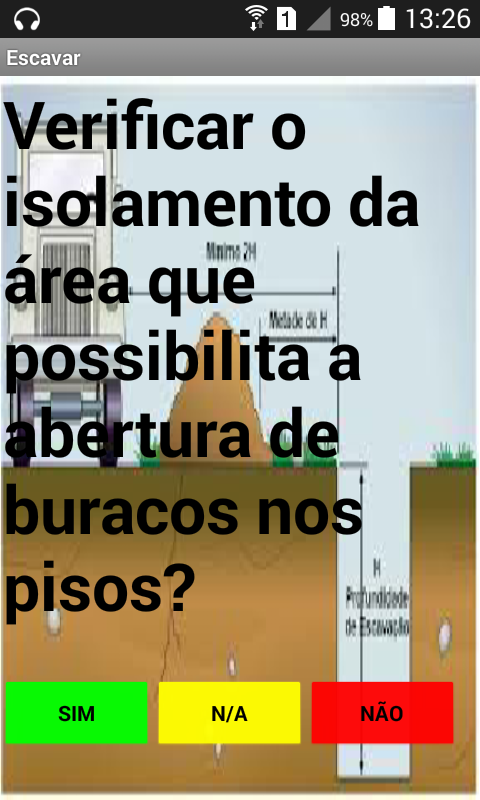 1 98% 13:26
Escavar
Verificar o
isolamento da
Mínimo 2H
área que
Metade de H
possibilita a
abertura de
buracos nos
H
pisos?
Profundidade
de Escavação
SIM N/A NÃO